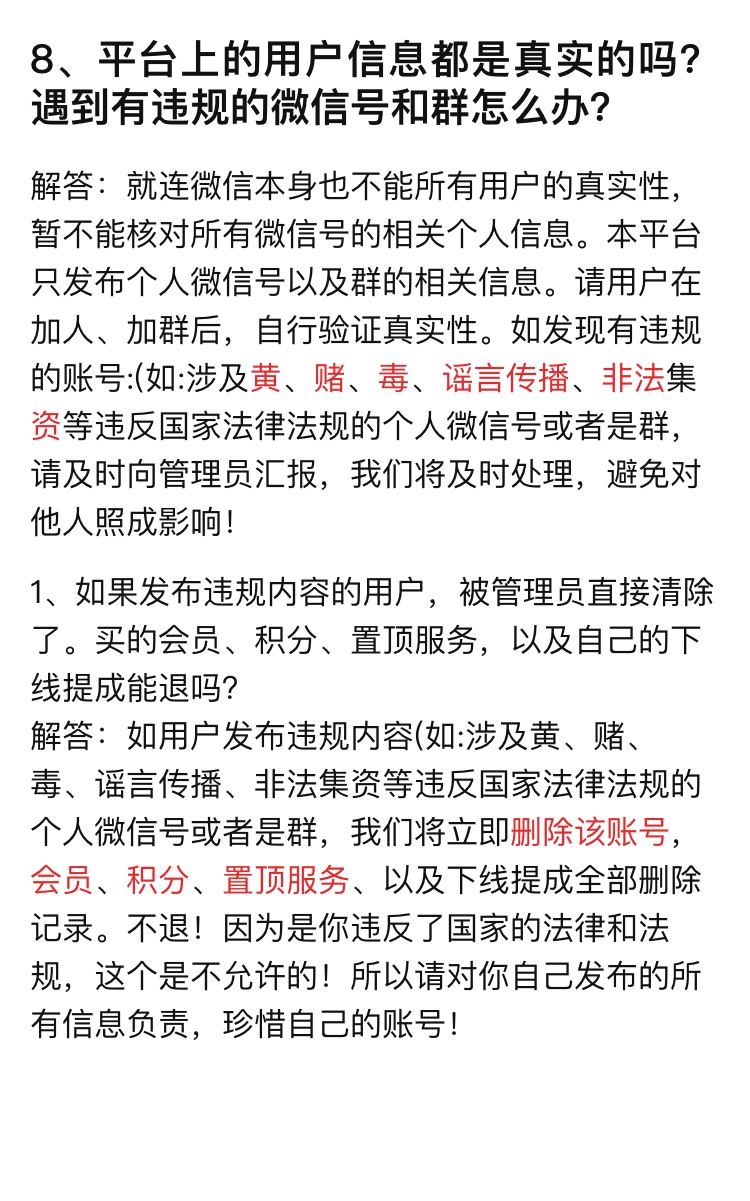 8、平台上的用户信息都是真实的吗?
遇到有违规的微信号和群怎么办?
解答：就连微信本身也不能所有用户的真实性，
暂不能核对所有微信号的相关个人信息。本平台
只发布个人微信号以及群的相关信息。请用户在
加人、加群后，自行验证真实性。如发现有违规
的账号:(如:涉及黄、赌、毒、谣言传播、非法集
资等违反国家法律法规的个人微信号或者是群，
请及时向管理员汇报，我们将及时处理，避免对
他人照成影响！
1、如果发布违规内容的用户，被管理员直接清除
了。买的会员、积分、置顶服务，以及自己的下
线提成能退吗?
解答：如用户发布违规内容(如:涉及黄、赌、
毒、谣言传播、非法集资等违反国家法律法规的
个人微信号或者是群，我们将立即删除该账号，
会员、积分、置顶服务、以及下线提成全部删除
记录。不退！因为是你违反了国家的法律和法
规，这个是不允许的！所以请对你自己发布的所
有信息负责，珍惜自己的账号！